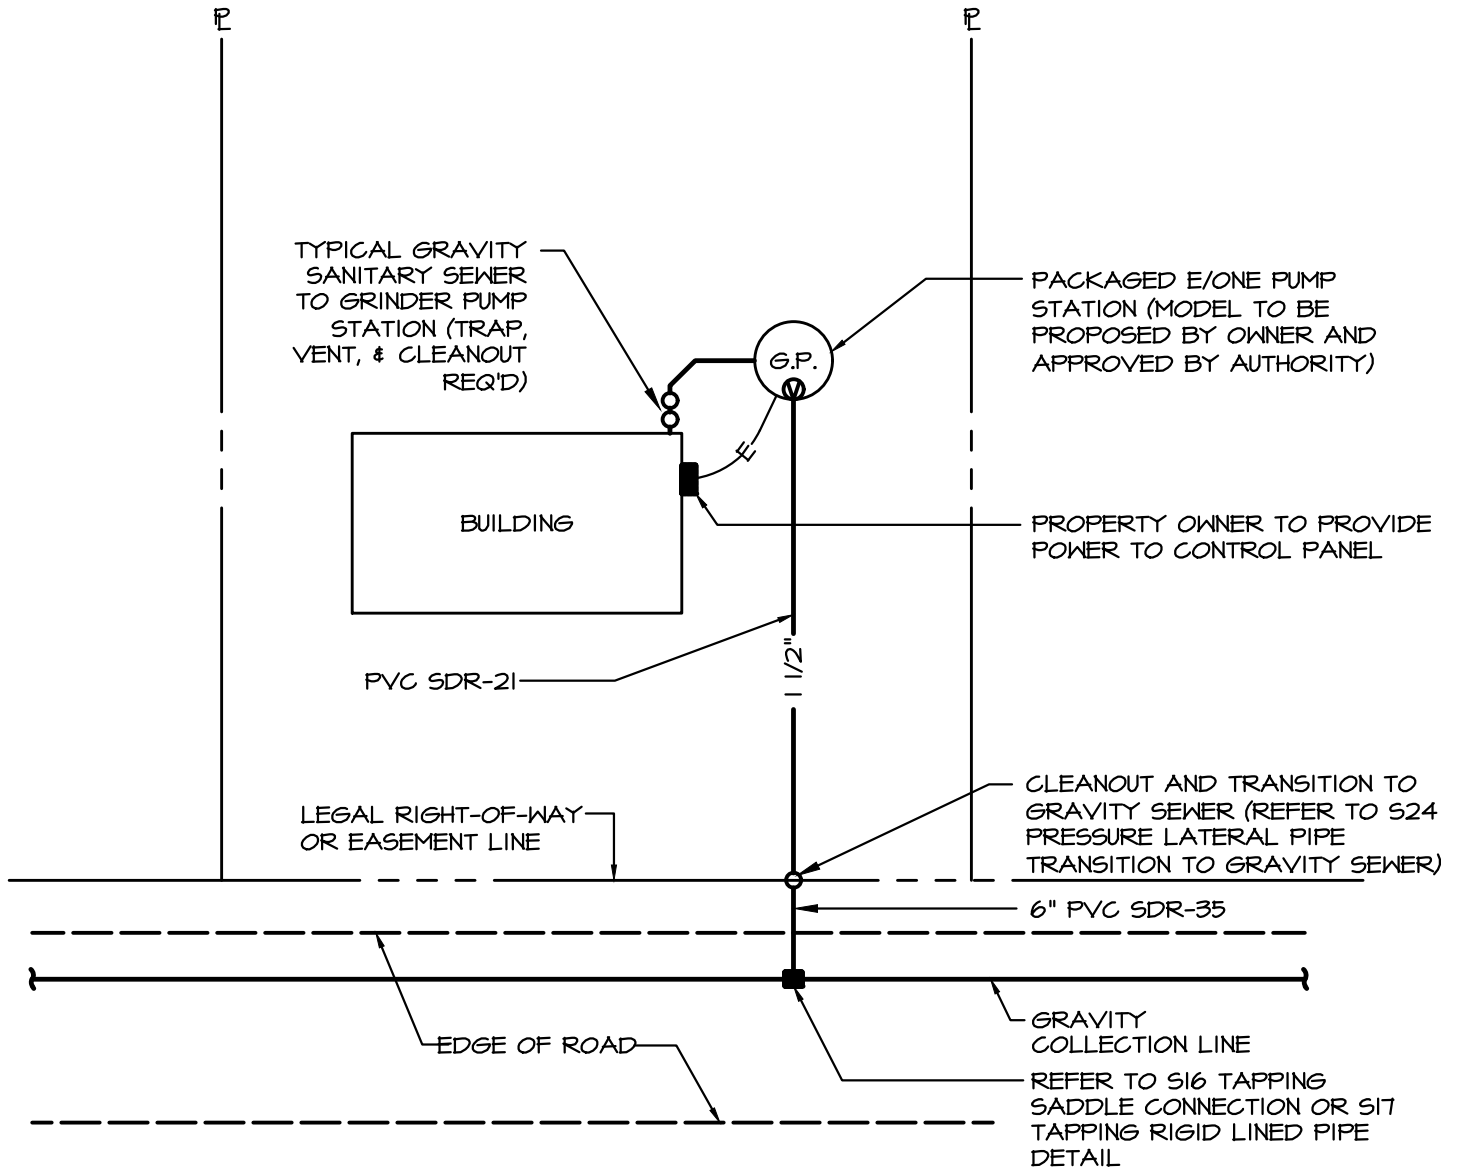 PL
PL
TYPICAL GRAVITY
SANITARY SEWER
TO GRINDER PUMP
STATION (TRAP,
VENT, & CLEANOUT
REQ'D)
PACKAGED E/ONE PUMP
STATION (MODEL TO BE
PROPOSED BY OWNER AND
APPROVED BY AUTHORITY)
G.P.
V
E
BUILDING
PROPERTY OWNER TO PROVIDE
POWER TO CONTROL PANEL
1 1/2"
PVC SDR-21
CLEANOUT AND TRANSITION TO
GRAVITY SEWER (REFER TO S24
PRESSURE LATERAL PIPE
TRANSITION TO GRAVITY SEWER)
LEGAL RIGHT-OF-WAY
OR EASEMENT LINE
6" PVC SDR-35
GRAVITY
COLLECTION LINE
EDGE OF ROAD
REFER TO S16 TAPPING
SADDLE CONNECTION OR S17
TAPPING RIGID LINED PIPE
DETAIL